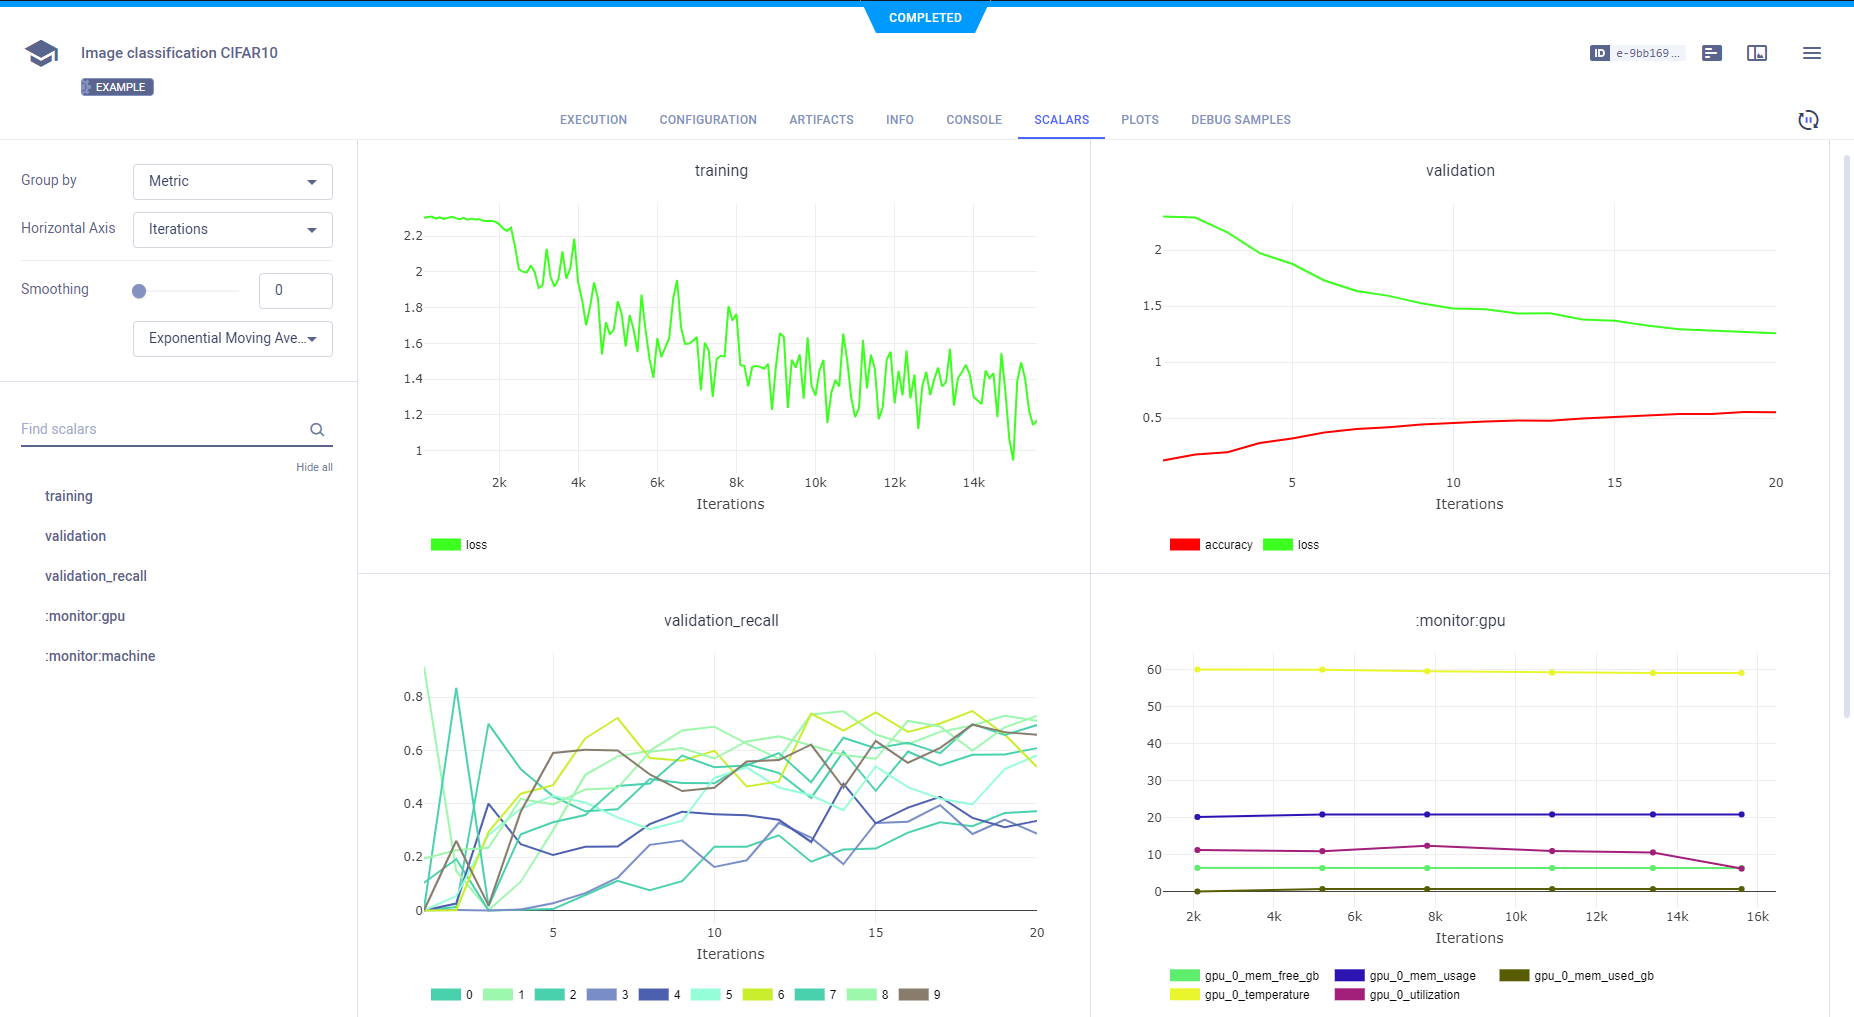 COMPLETED
Image classification CIFAR10
ID e-9bb169 ...
EXAMPLE
EXECUTION CONFIGURATION ARTIFACTS INFO CONSOLE SCALARS PLOTS DEBUG SAMPLES
Group by Metric
Horizontal Axis Iterations
Smoothing 0
Exponential Moving Ave...
Find scalars
Hide all
training
validation
validation_recall
:monitor:gpu
:monitor:machine
training
2.2
2
1.8
1.6
1.4
1.2
1
2k 4k 6k 8k 10k 12k 14k
Iterations
loss
validation
2
1.5
1
0.5
5 10 15 20
Iterations
accuracy loss
validation_recall
0.8
0.6
0.4
0.2
0
5 10 15 20
Iterations
0 1 2 3 4 5 6 7 8 9
:monitor:gpu
60
50
40
30
20
10
0
2k 4k 6k 8k 10k 12k 14k 16k
Iterations
gpu_0_mem_free_gb gpu_0_mem_usage gpu_0_mem_used_gb
gpu_0_temperature gpu_0_utilization